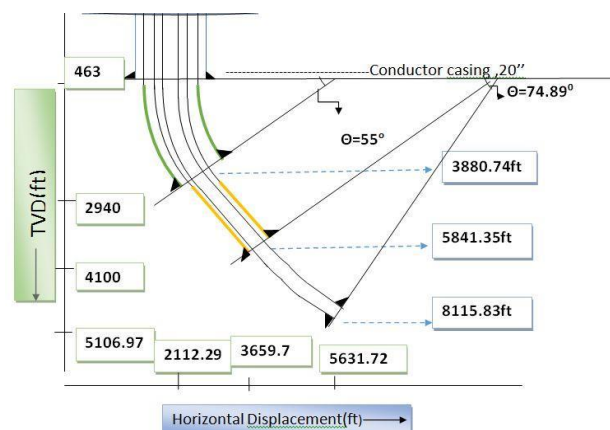 463
Conductor casing ,20’’
Θ=74.89⁰
Θ=55°
3880.74ft
TVD(ft)
2940
5841.35ft
4100
8115.83ft
5106.97
2112.29
3659.7
5631.72
Horizontal Displacement(ft)